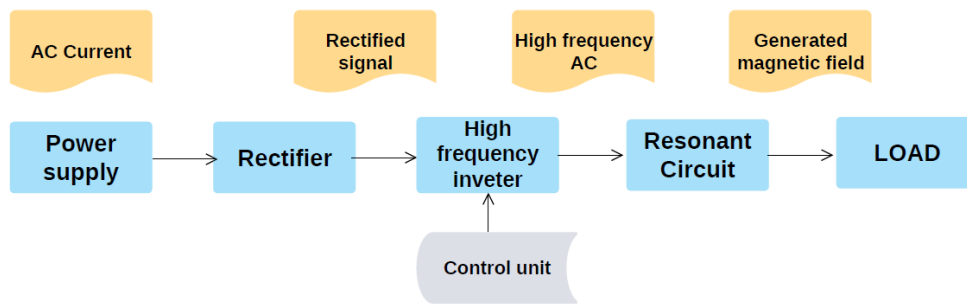 AC Current
Rectified
signal
High frequency
AC
Generated
magnetic field
Power
supply
Rectifier
High
frequency
inveter
Resonant
Circuit
LOAD
Control unit